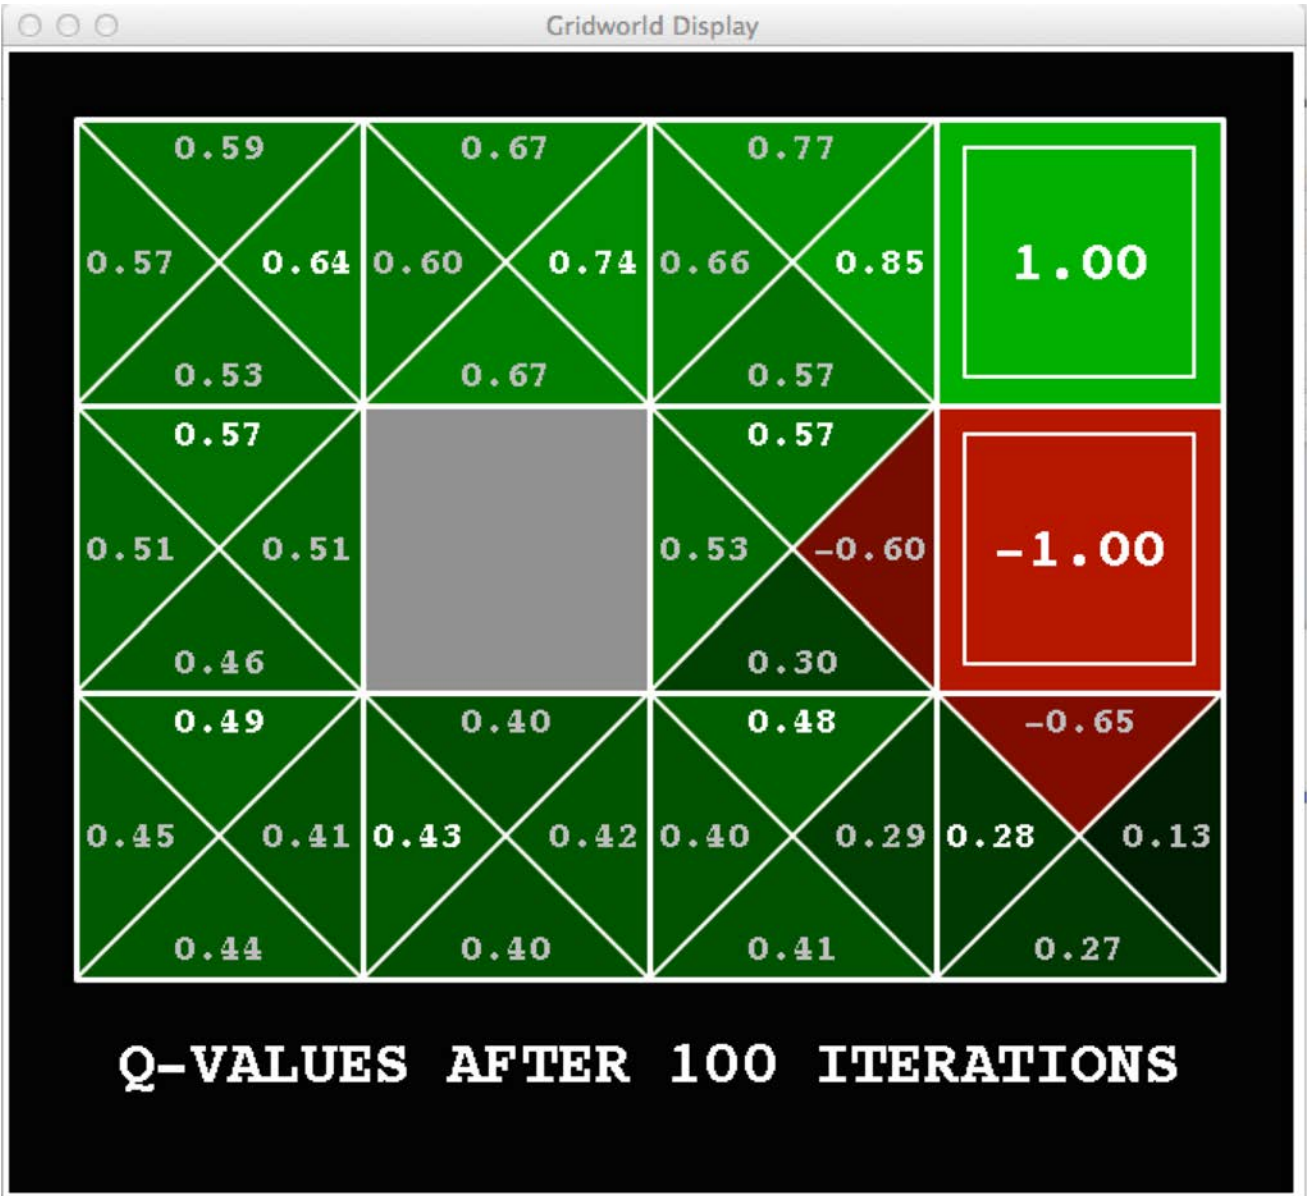 Gridworld Display
0.59 0.67 0.77
0.57 0.64 0.60 0.74 0.66 0.85 1.00
0.53 0.67 0.57
0.57 0.57
0.51 0.51 0.53 -0.60 -1.00
0.46 0.30
0.49 0.40 0.48 -0.65
0.45 0.41 0.43 0.42 0.40 0.29 0.28 0.13
0.44 0.40 0.41 0.27
Q-VALUES AFTER 100 ITERATIONS